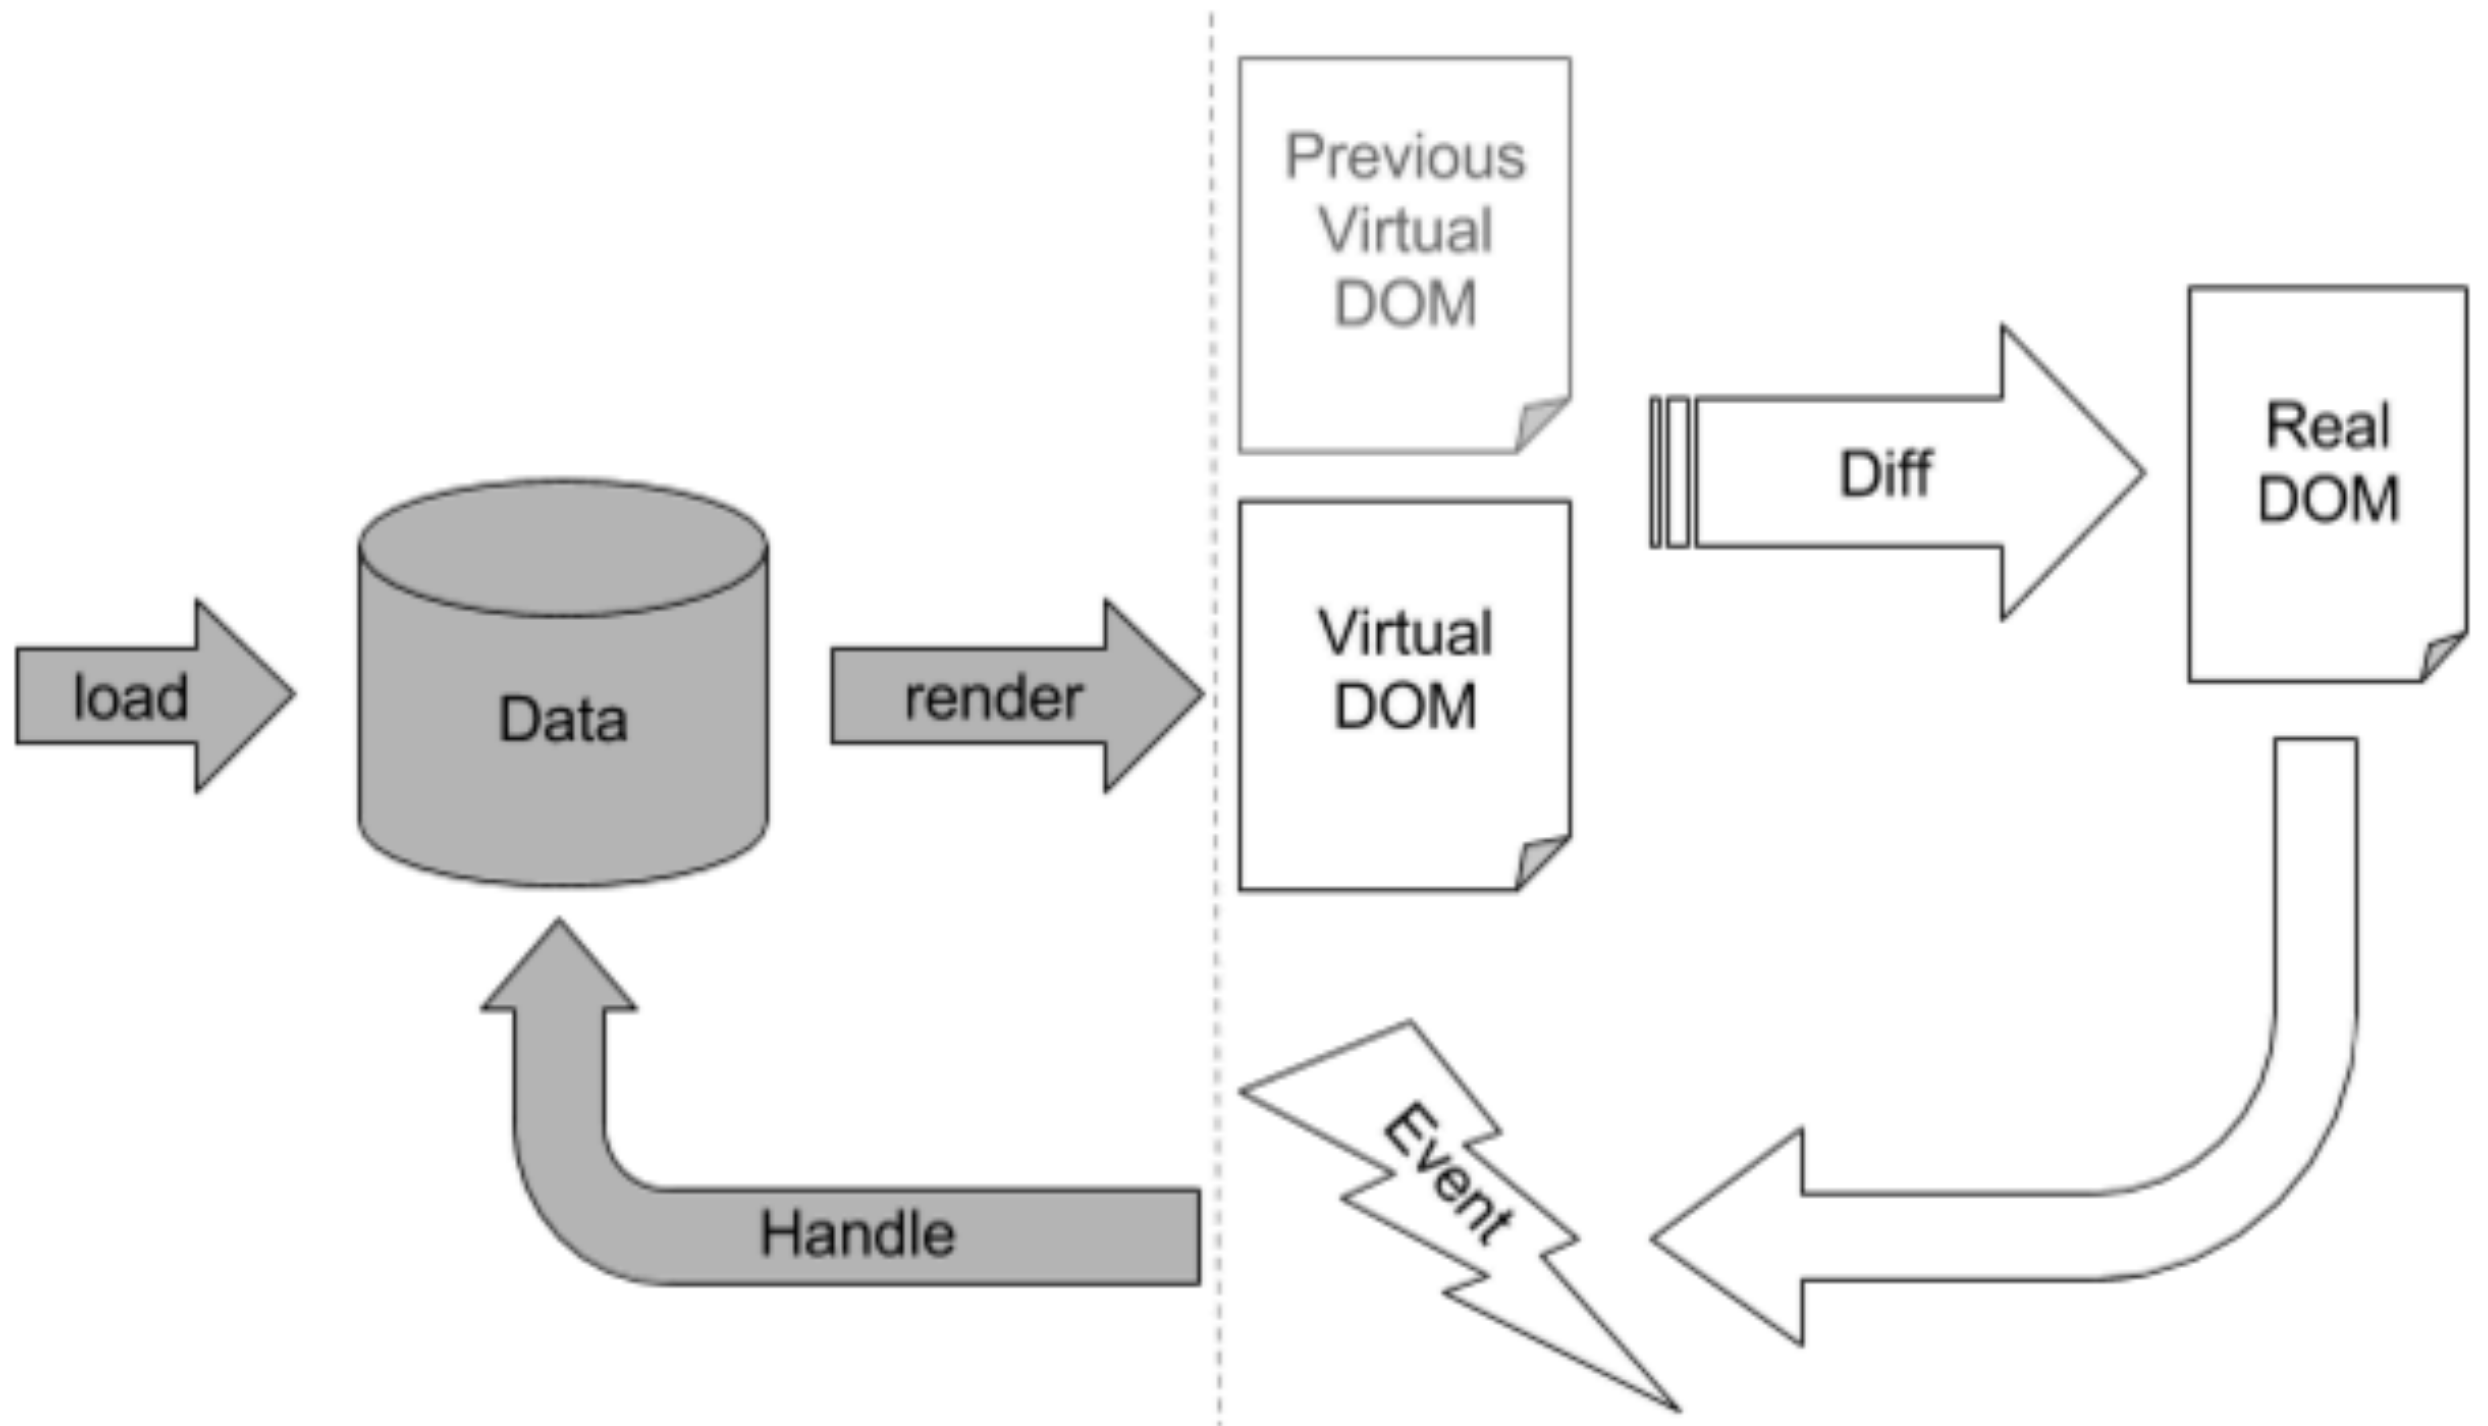 Previous
Virtual
DOM
Real
DOM
Diff
load
Data
render
Virtual
DOM
Event
Handle